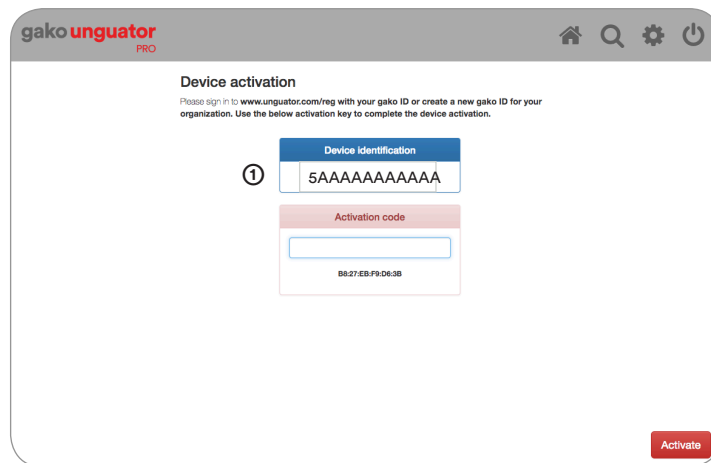 gako unguator
PRO
Device activation
Please sign in to www.unguator.com/reg with your gako ID or create a new gako ID for your
organization. Use the below activation key to complete the device activation.
Device identification
1
5AAAAAAAAAAA
Activation code
B8:27:EB:F9:D6:3B
Activate